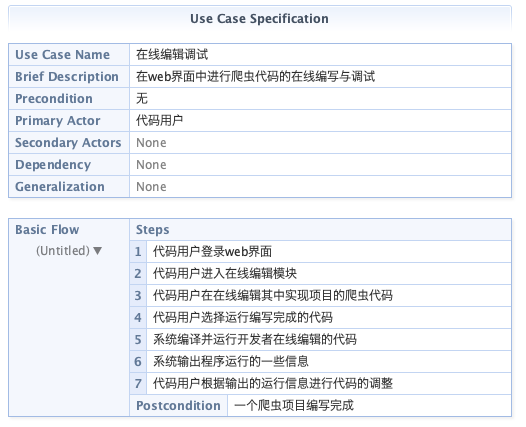 Use Case Specification
Use Case Name 在线编辑调试
Brief Description 在web界面中进行爬虫代码的在线编写与调试
Precondition 无
Primary Actor 代码用户
Secondary Actors None
Dependency None
Generalization None
Basic Flow Steps
(Untitled) ▼
1 代码用户登录web界面
2 代码用户进入在线编辑模块
3 代码用户在在线编辑其中实现项目的爬虫代码
4 代码用户选择运行编写完成的代码
5 系统编译并运行开发者在线编辑的代码
6 系统输出程序运行的一些信息
7 代码用户根据输出的运行信息进行代码的调整
Postcondition 一个爬虫项目编写完成